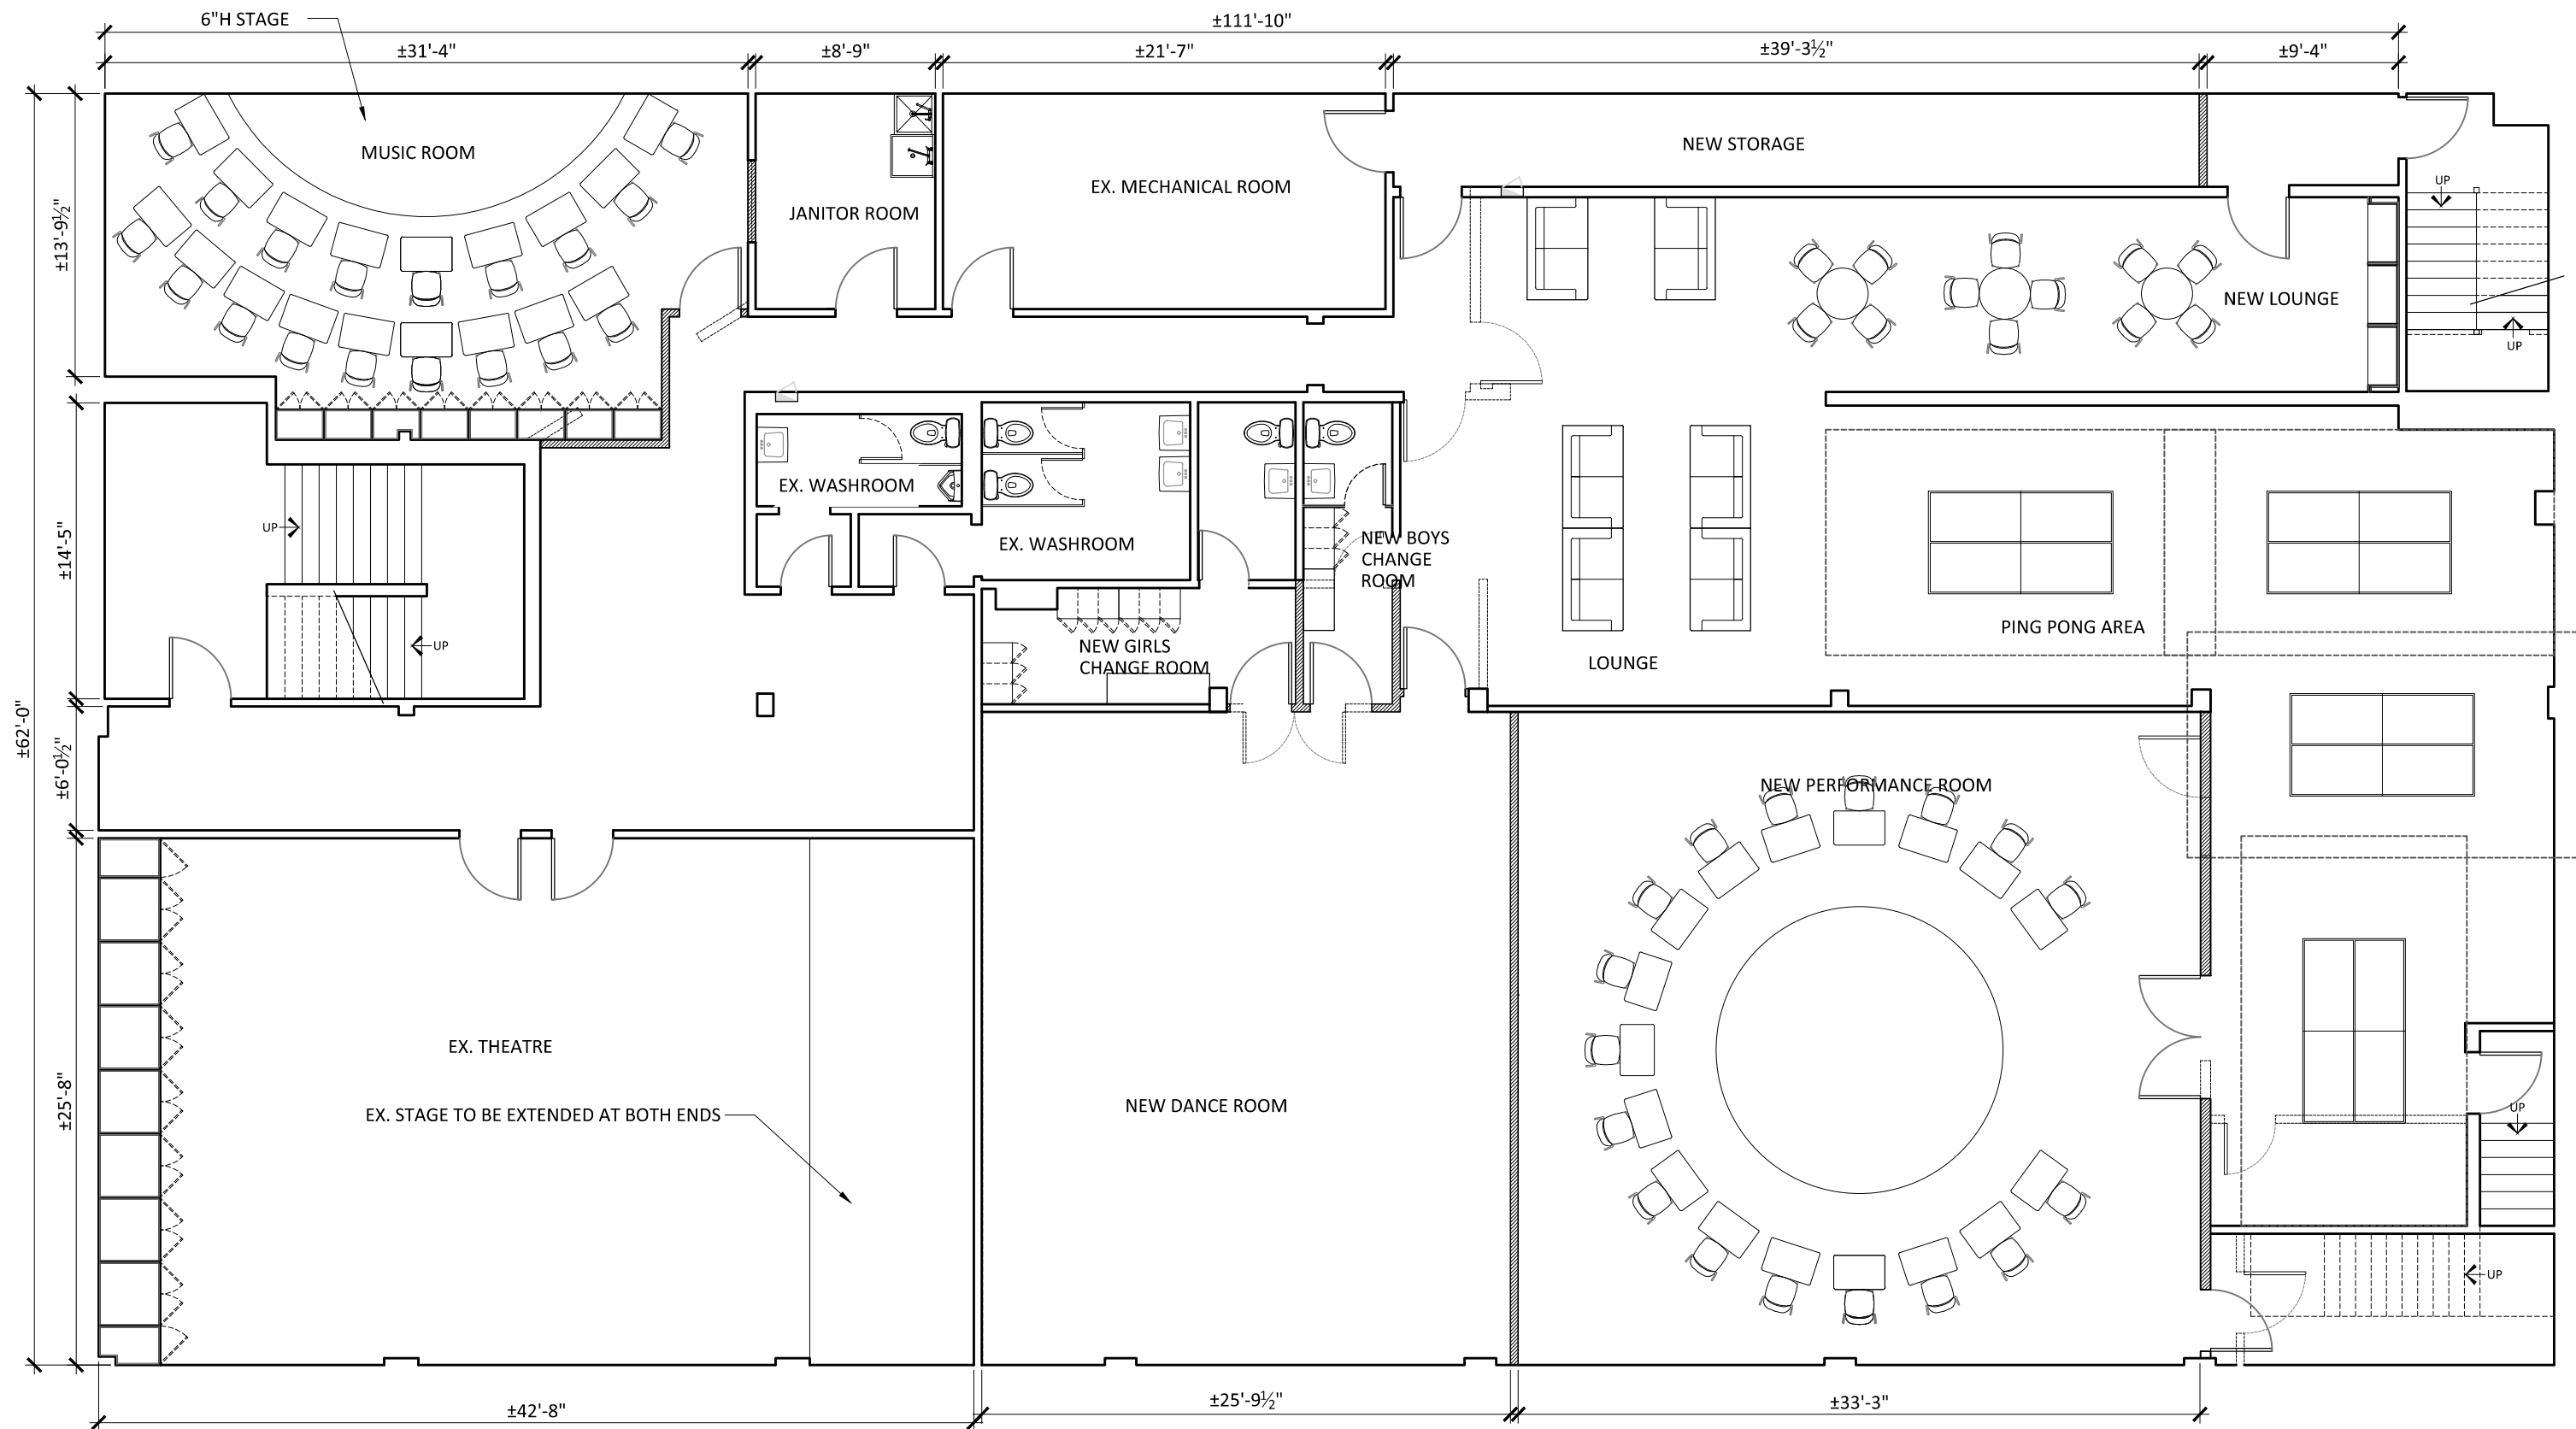 6"H STAGE
±111'-10"
±31'-4"
±8'-9"
±21'-7"
±39'-3½"
±9'-4"
MUSIC ROOM
NEW STORAGE
EX. MECHANICAL ROOM
JANITOR ROOM
UP
±13'-9½"
NEW LOUNGE
UP
EX. WASHROOM
UP
±14'-5"
EX. WASHROOM
NEW BOYS
CHANGE
ROOM
PING PONG AREA
UP
NEW GIRLS
CHANGE ROOM
LOUNGE
±62'-0"
±6'-0½"
NEW PERFORMANCE ROOM
EX. THEATRE
±25'-8"
EX. STAGE TO BE EXTENDED AT BOTH ENDS
NEW DANCE ROOM
UP
UP
±42'-8"
±25'-9½"
±33'-3"